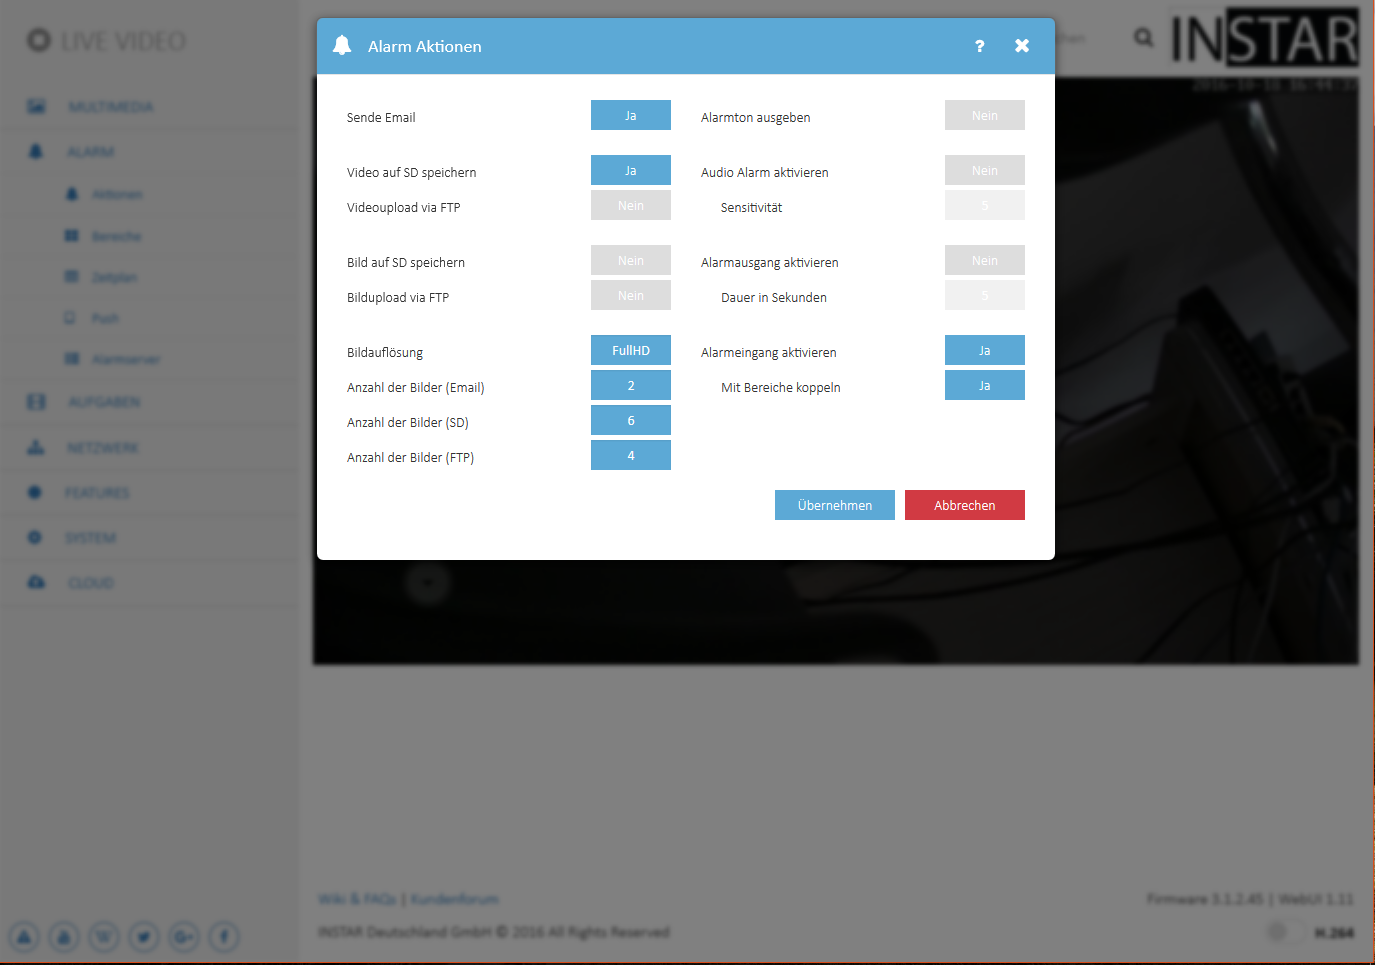 LIVE VIDEO
MULTIMEDIA
ALARM
Aktionen
Bereiche
Zeitplan
Push
Alarmserver
AUFGABEN
NETZWERK
FEATURES
SYSTEM
CLOUD
INSTAR
Alarm Aktionen ?
Sende Email Ja
Video auf SD speichern Ja
Videoupload via FTP Nein
Bild auf SD speichern Nein
Bildupload via FTP Nein
Bildauflösung FullHD
Anzahl der Bilder (Email) 2
Anzahl der Bilder (SD) 6
Anzahl der Bilder (FTP) 4
Alarmton ausgeben Nein
Audio Alarm aktivieren Nein
Sensitivität 5
Alarmausgang aktivieren Nein
Dauer in Sekunden 5
Alarmeingang aktivieren Ja
Mit Bereiche koppeln Ja
Übernehmen Abbrechen
Wiki & FAQs | Kundenforum
Firmware 3.1.2.45 | WebUI 1.11
INSTAR Deutschland GmbH © 2016 All Rights Reserved
H.264